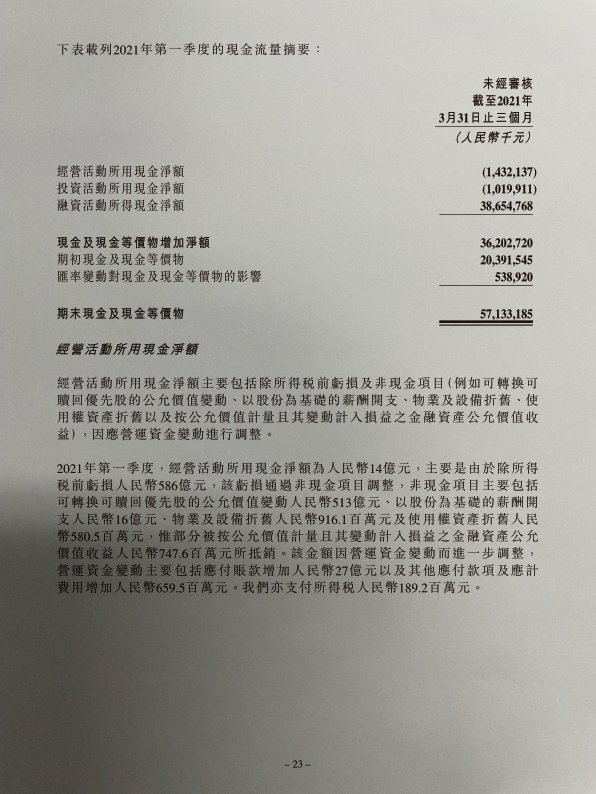 下表載列2021年第一季度的現金流量摘要：
未經審核
截至2021年
3月31日止三個月
（人民幣千元）
經營活動所用現金淨額 (1,432,137)
投資活動所用現金淨額 (1,019,911)
融資活動所得現金淨額 38,654,768
現金及現金等價物增加淨額 36,202,720
期初現金及現金等價物 20,391,545
匯率變動對現金及現金等價物的影響 538,920
期末現金及現金等價物 57,133,185
經營活動所用現金淨額
經營活動所用現金淨額主要包括除所得稅前虧損及非現金項目（例如可轉換可
贖回優先股的公允價值變動、以股份為基礎的薪酬開支、物業及設備折舊、使
用權資產折舊以及按公允價值計量且其變動計入損益之金融資產公允價值收
益），因應營運資金變動進行調整。
2021年第一季度，經營活動所用現金淨額為人民幣14億元，主要是由於除所得
稅前虧損人民幣586億元，該虧損通過非現金項目調整，非現金項目主要包括
可轉換可贖回優先股的公允價值變動人民幣513億元、以股份為基礎的薪酬開
支人民幣16億元、物業及設備折舊人民幣916.1百萬元及使用權資產折舊人民
幣580.5百萬元，惟部分被按公允價值計量且其變動計入損益之金融資產公允
價值收益人民幣747.6百萬元所抵銷。該金額因營運資金變動而進一步調整，
營運資金變動主要包括應付賬款增加人民幣27億元以及其他應付款項及應計
費用增加人民幣659.5百萬元。我們亦支付所得稅人民幣189.2百萬元。
– 23 –